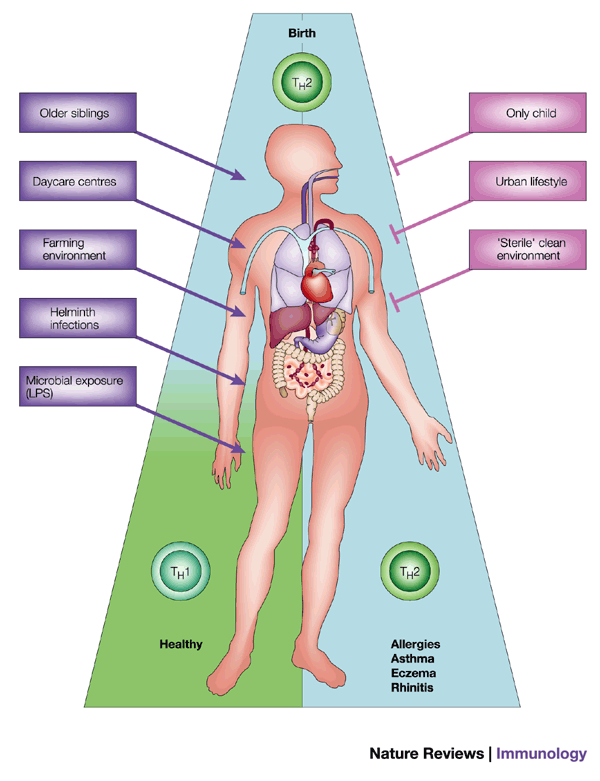 Birth
TH2
Older siblings
Daycare centres
Farming
environment
Helminth
infections
Microbial exposure
(LPS)
Only child
Urban lifestyle
'Sterile' clean
environment
TH1
Healthy
TH2
Allergies
Asthma
Eczema
Rhinitis
Nature Reviews | Immunology